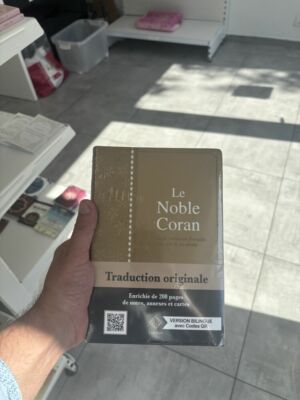 Le
Noble
Coran
Traduction originale
Enrichie de 200 pages
de notes, annexes et cartes
VERSION BILINGUE
avec Codes QR